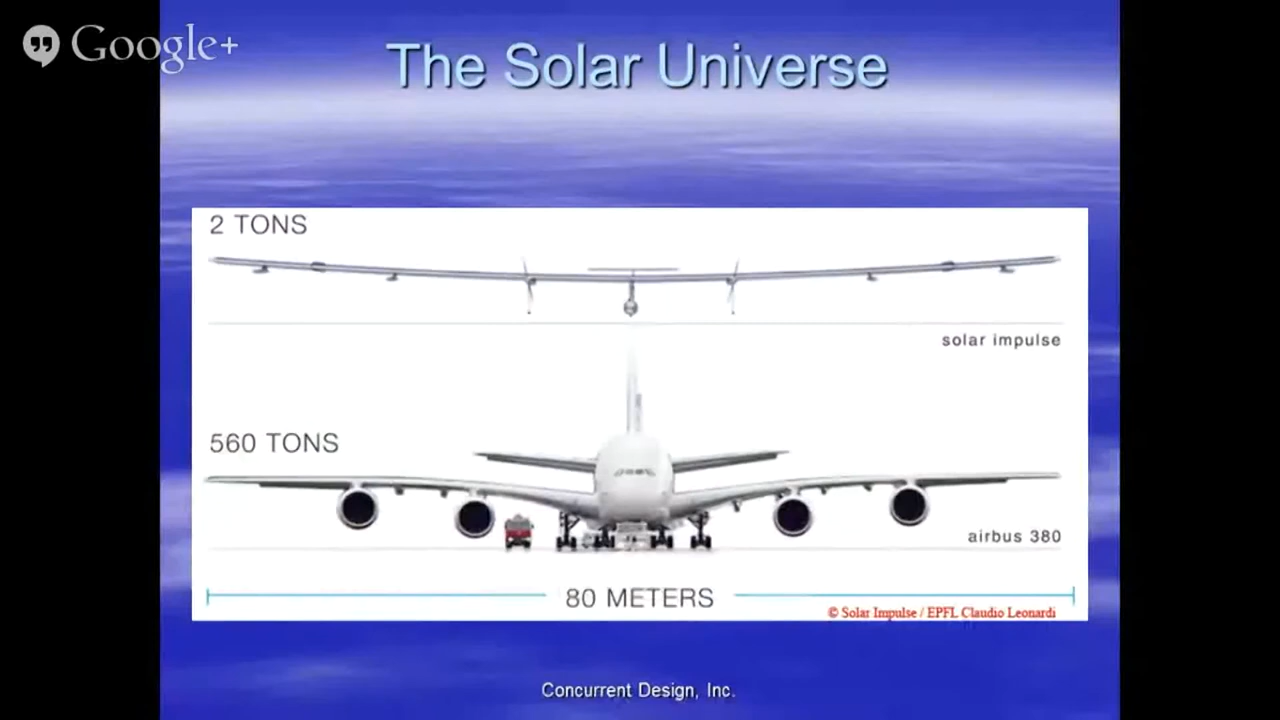 Google+
The Solar Universe
2 TONS
solar impulse
560 TONS
airbus 380
80 METERS
© Solar Impulse / EPFL Claudio Leonardi
Concurrent Design, Inc.